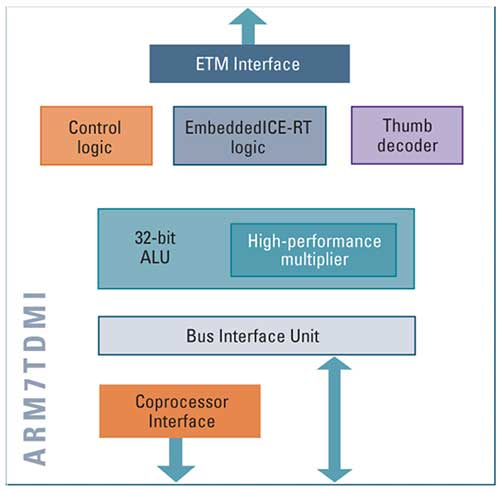 ETM Interface
Control
logic
EmbeddedICE-RT
logic
Thumb
decoder
32-bit
ALU
High-performance
multiplier
Bus Interface Unit
Coprocessor
Interface
ARM7TDMI